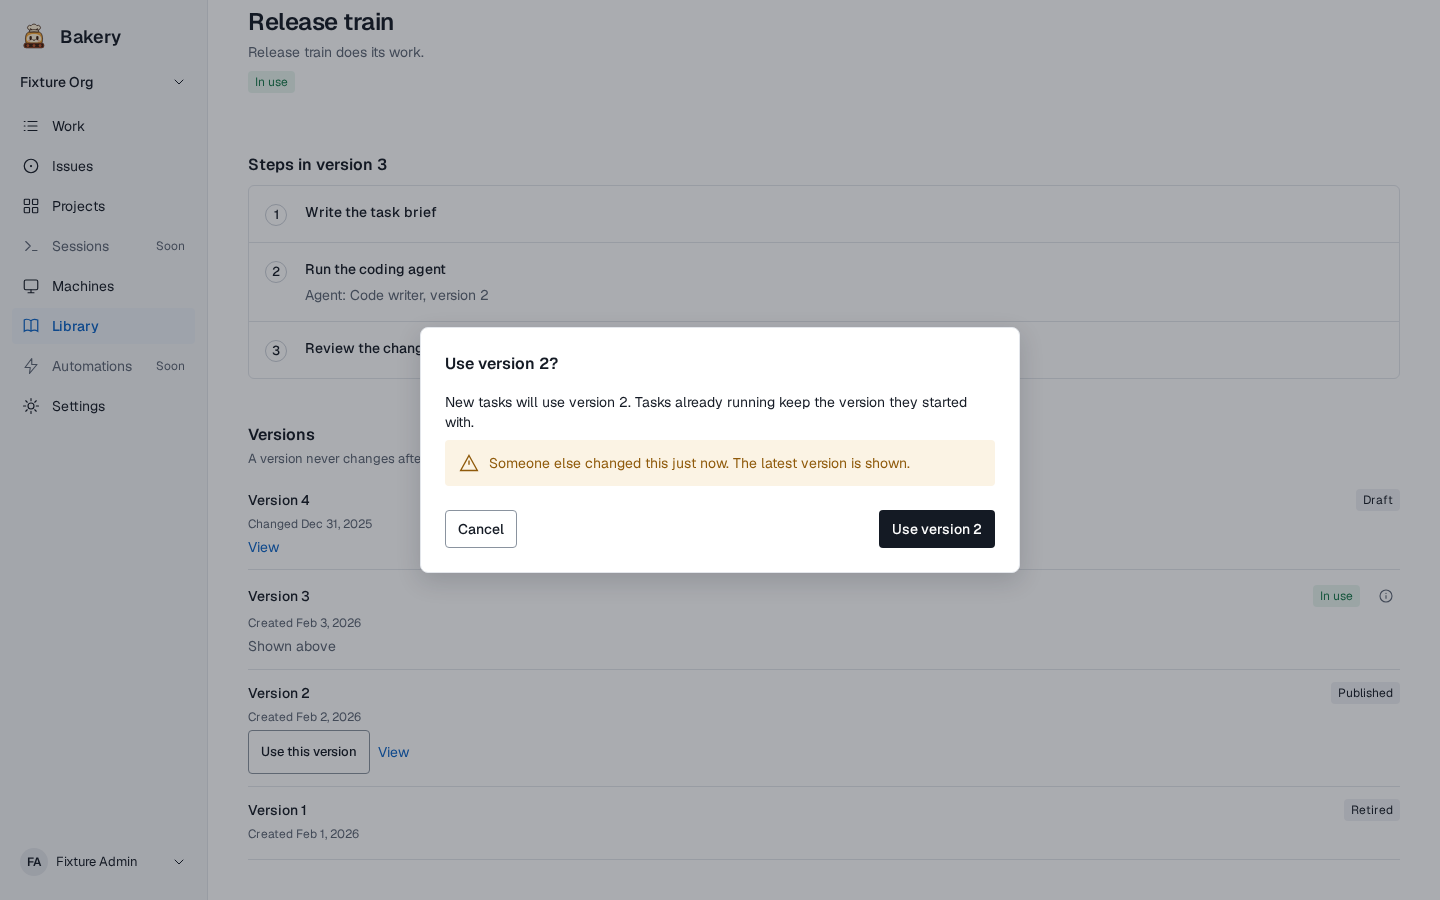 Bakery
Fixture Org
Work
Issues
Projects
Sessions Soon
Machines
Library
Automations Soon
Settings
FA Fixture Admin
Release train
Release train does its work.
In use
Steps in version 3
1 Write the task brief
2 Run the coding agent
Agent: Code writer, version 2
3 Review the
Use version 2?
New tasks will use version 2. Tasks already running keep the version they started
with.
Someone else changed this just now. The latest version is shown.
Cancel
Use version 2
Versions
A version never changes
Version 4 Draft
Changed Dec 31, 2025
View
Version 3 In use
Created Feb 3, 2026
Shown above
Version 2 Published
Created Feb 2, 2026
Use this version View
Version 1 Retired
Created Feb 1, 2026